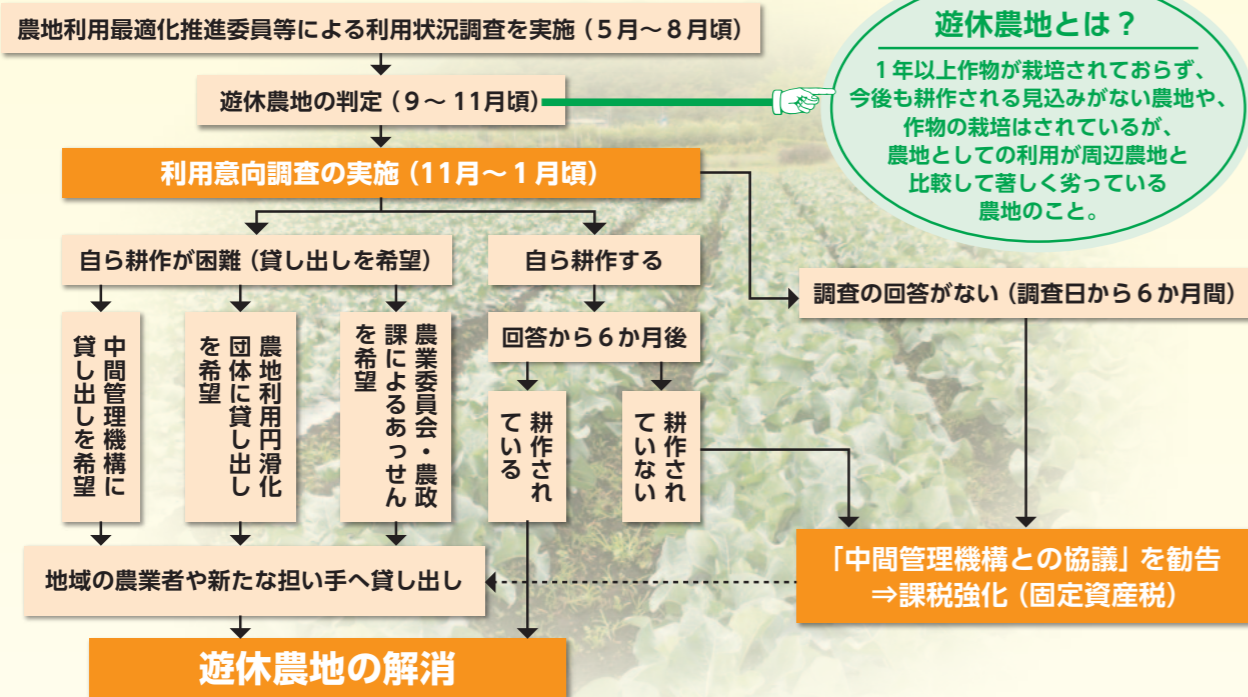 農地利用最適化推進委員等による利用状況調査を実施（５月～８月頃）
遊休農地の判定（９～11月頃）
遊休農地とは？
１年以上作物が栽培されておらず、
今後も耕作される見込みがない農地や、
作物の栽培はされているが、
農地としての利用が周辺農地と
比較して著しく劣っている
農地のこと。
利用意向調査の実施（11月～１月頃）
自ら耕作が困難（貸し出しを希望）
自ら耕作する
調査の回答がない（調査日から６か月間）
中間管理機構に
貸し出しを希望
農地利用円滑化
団体に貸し出し
を希望
農業委員会・農政
課によるあっせん
を希望
回答から６か月後
耕作され
ている
耕作され
ていない
「中間管理機構との協議」を勧告
⇒課税強化（固定資産税）
地域の農業者や新たな担い手へ貸し出し
遊休農地の解消